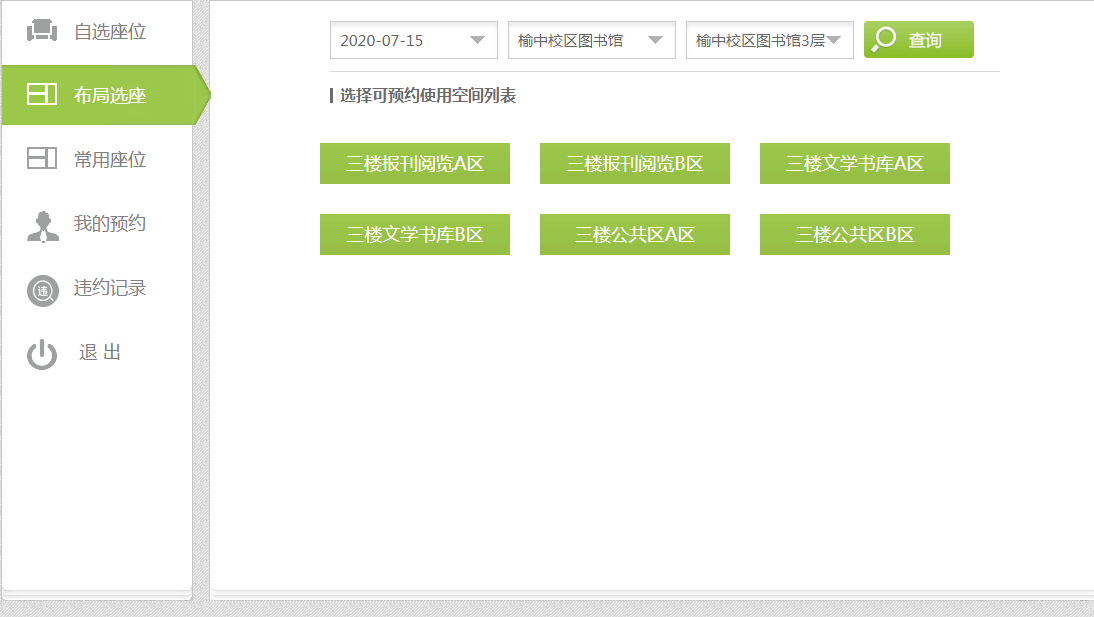 自选座位
布局选座
常用座位
我的预约
违
违约记录
退 出
2020-07-15
榆中校区图书馆
榆中校区图书馆3层
查询
选择可预约使用空间列表
三楼报刊阅览A区
三楼报刊阅览B区
三楼文学书库A区
三楼文学书库B区
三楼公共区A区
三楼公共区B区